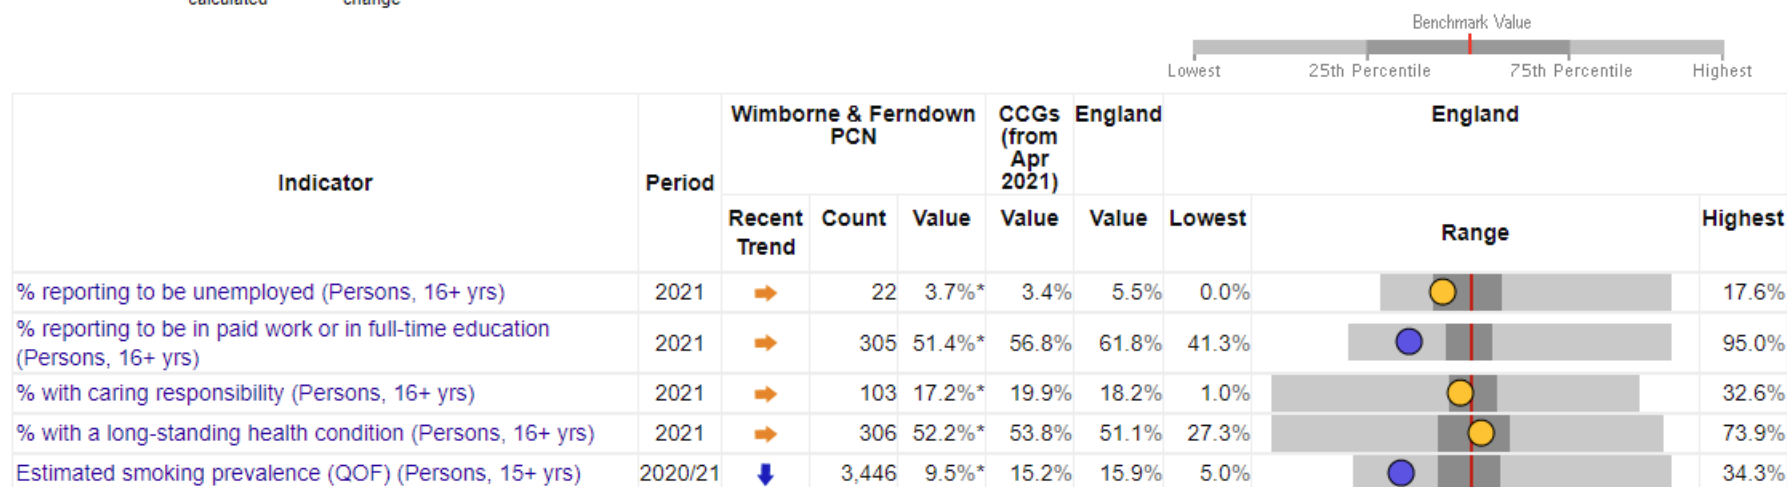 calculated change
Benchmark Value
Lowest 25th Percentile 75th Percentile Highest
Indicator Period Wimborne & Ferndown PCN CCGs (from Apr 2021) England England
Recent Trend Count Value Value Value Lowest Range Highest
% reporting to be unemployed (Persons, 16+ yrs) 2021 22 3.7%* 3.4% 5.5% 0.0% 17.6%
% reporting to be in paid work or in full-time education
(Persons, 16+ yrs) 2021 305 51.4%* 56.8% 61.8% 41.3% 95.0%
% with caring responsibility (Persons, 16+ yrs) 2021 103 17.2%* 19.9% 18.2% 1.0% 32.6%
% with a long-standing health condition (Persons, 16+ yrs) 2021 306 52.2%* 53.8% 51.1% 27.3% 73.9%
Estimated smoking prevalence (QOF) (Persons, 15+ yrs) 2020/21 3,446 9.5%* 15.2% 15.9% 5.0% 34.3%